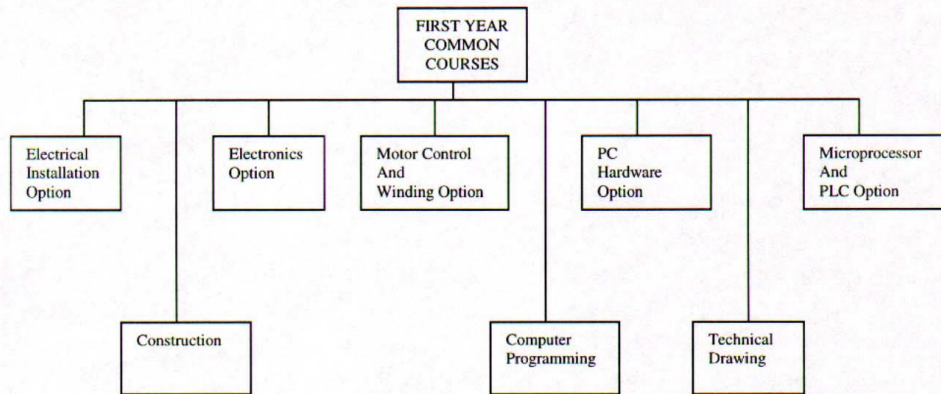 FIRST YEAR
COMMON
COURSES
Electrical
Installation
Option
Electronics
Option
Motor Control
And
Winding Option
PC
Hardware
Option
Microprocessor
And
PLC Option
Construction
Computer
Programming
Technical
Drawing